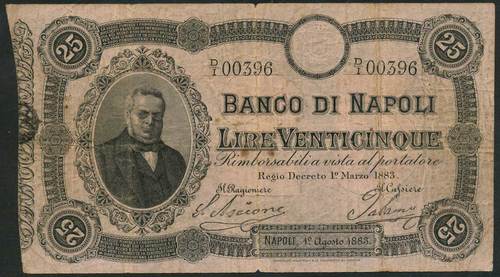 25 25
D/I 00396 D/I 00396
BANCO DI NAPOLI
LIRE VENTICINQUE
Rimborsabili a vista al portatore
Regio Decreto 1º Marzo 1883.
Il Ragioniere Il Cassiere
NAPOLI, 1º Agosto 1883.
25 25